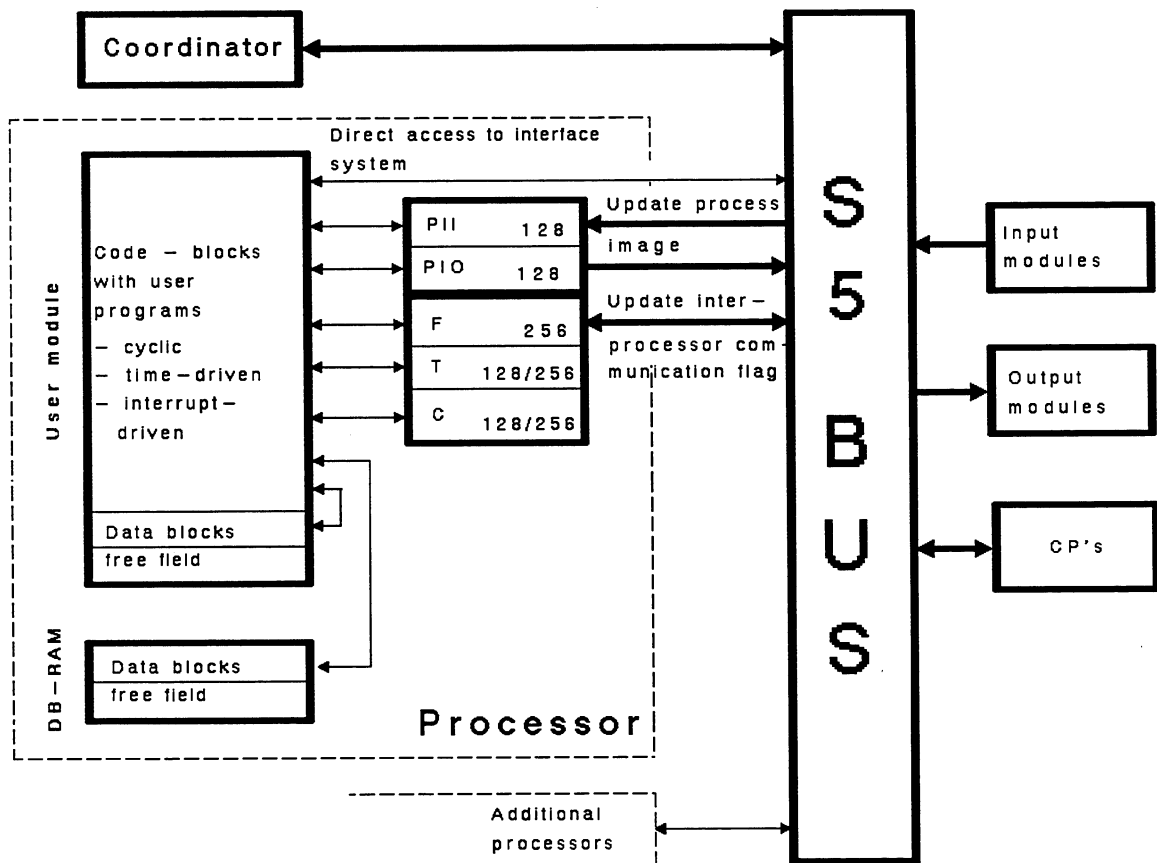 Coordinator
Direct access to interface
system
User module
Code – blocks
with user
programs
– cyclic
– time–driven
– interrupt–
driven
Data blocks
free field
PII 128
PIO 128
F 256
T 128/256
C 128/256
Update process
image
Update inter–
processor com–
munication flag
DB–RAM
Data blocks
free field
Processor
Additional
processors
S5 BUS
Input
modules
Output
modules
CP's